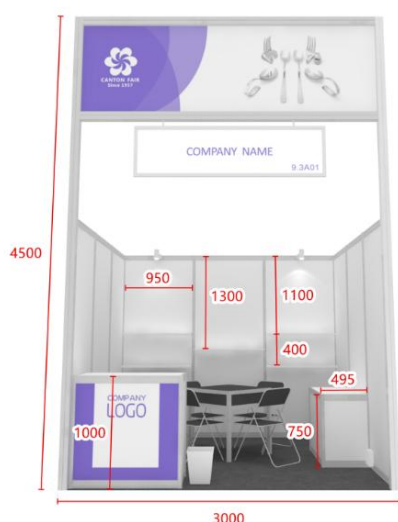 CANTON FAIR
Since 1957
COMPANY NAME
9.3A01
4500
950
1300
1100
400
495
COMPANY
LOGO
1000
750
3000